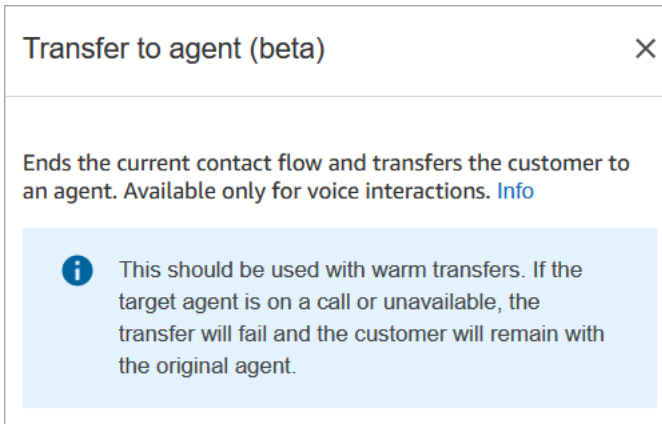 Transfer to agent (beta)
Ends the current contact flow and transfers the customer to
an agent. Available only for voice interactions. Info
This should be used with warm transfers. If the
target agent is on a call or unavailable, the
transfer will fail and the customer will remain with
the original agent.